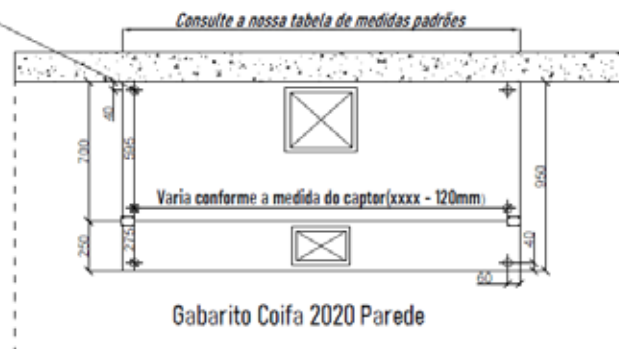 Consulte a nossa tabela de medidas padrões
40
700
595
950
Varia conforme a medida do captor(xxxx - 120mm)
250
275
40
60
Gabarito Coifa 2020 Parede